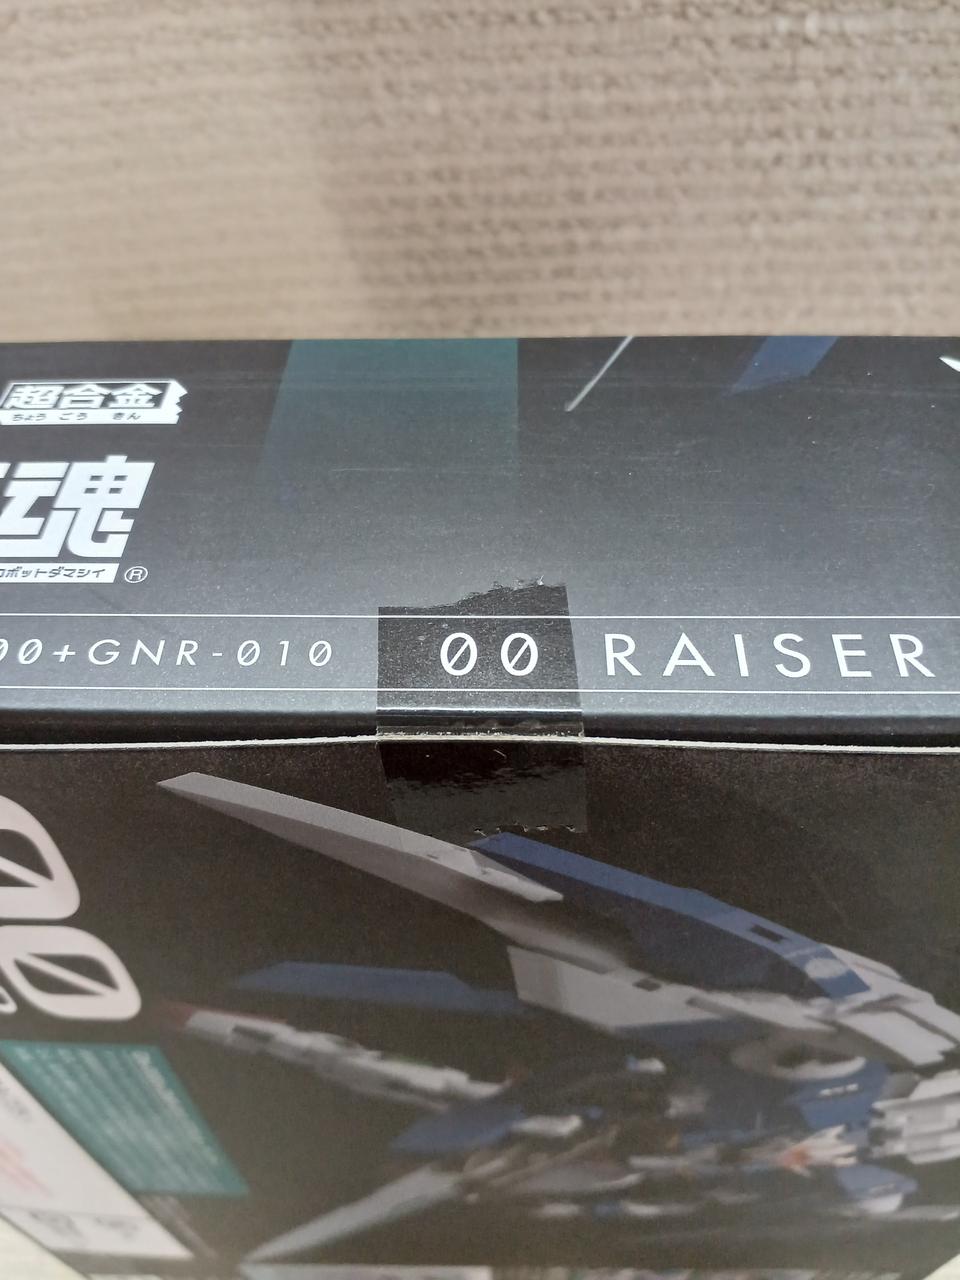 超合金
ちょう ごう きん
魂
ロボットダマシイ ®
00+GNR-010 00 RAISER
00